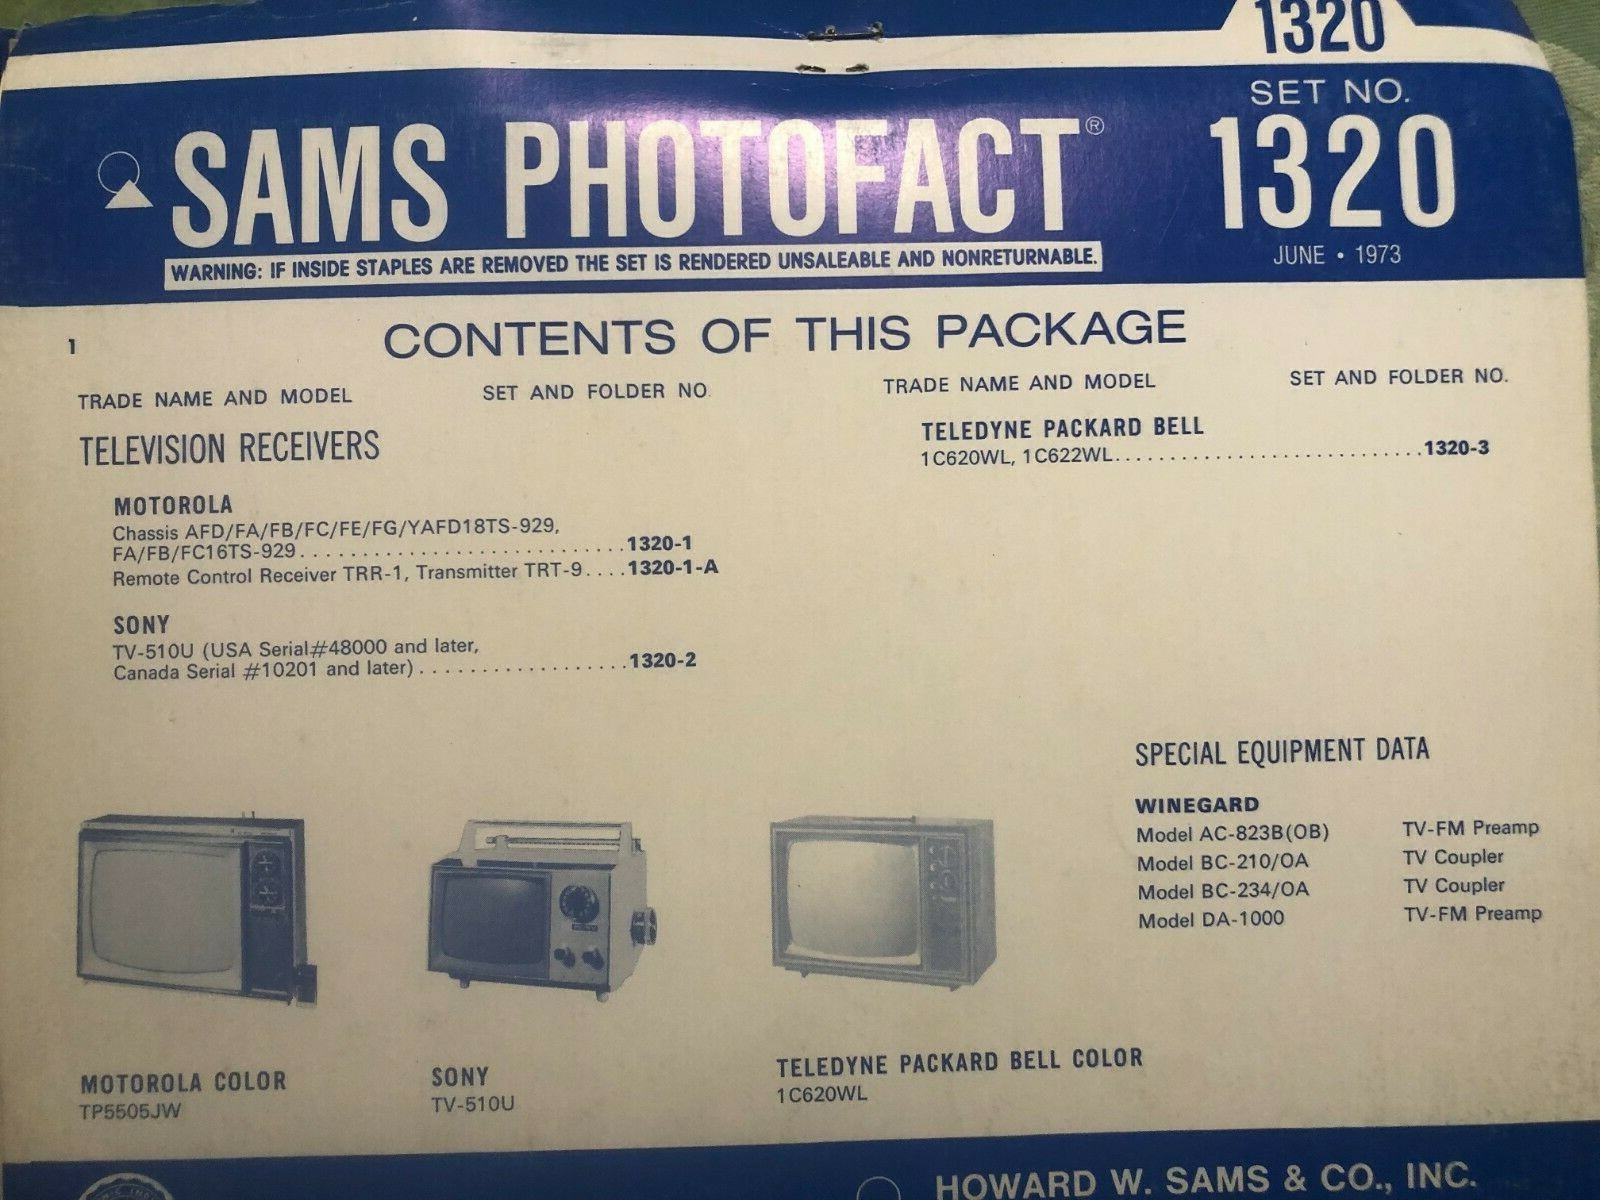 1320
SET NO.
1320
JUNE • 1973
SAMS PHOTOFACT®
WARNING: IF INSIDE STAPLES ARE REMOVED THE SET IS RENDERED UNSALEABLE AND NONRETURNABLE.
1
CONTENTS OF THIS PACKAGE
TRADE NAME AND MODEL SET AND FOLDER NO.
TELEVISION RECEIVERS
MOTOROLA
Chassis AFD/FA/FB/FC/FE/FG/YAFD18TS-929,
FA/FB/FC16TS-929............................1320-1
Remote Control Receiver TRR-1, Transmitter TRT-9....1320-1-A
SONY
TV-510U (USA Serial#48000 and later,
Canada Serial #10201 and later)..................1320-2
TRADE NAME AND MODEL SET AND FOLDER NO.
TELEDYNE PACKARD BELL
1C620WL, 1C622WL...........................1320-3
SPECIAL EQUIPMENT DATA
WINEGARD
Model AC-823B(OB) TV-FM Preamp
Model BC-210/OA TV Coupler
Model BC-234/OA TV Coupler
Model DA-1000 TV-FM Preamp
MOTOROLA COLOR
TP5505JW
SONY
TV-510U
TELEDYNE PACKARD BELL COLOR
1C620WL
HOWARD W. SAMS & CO., INC.